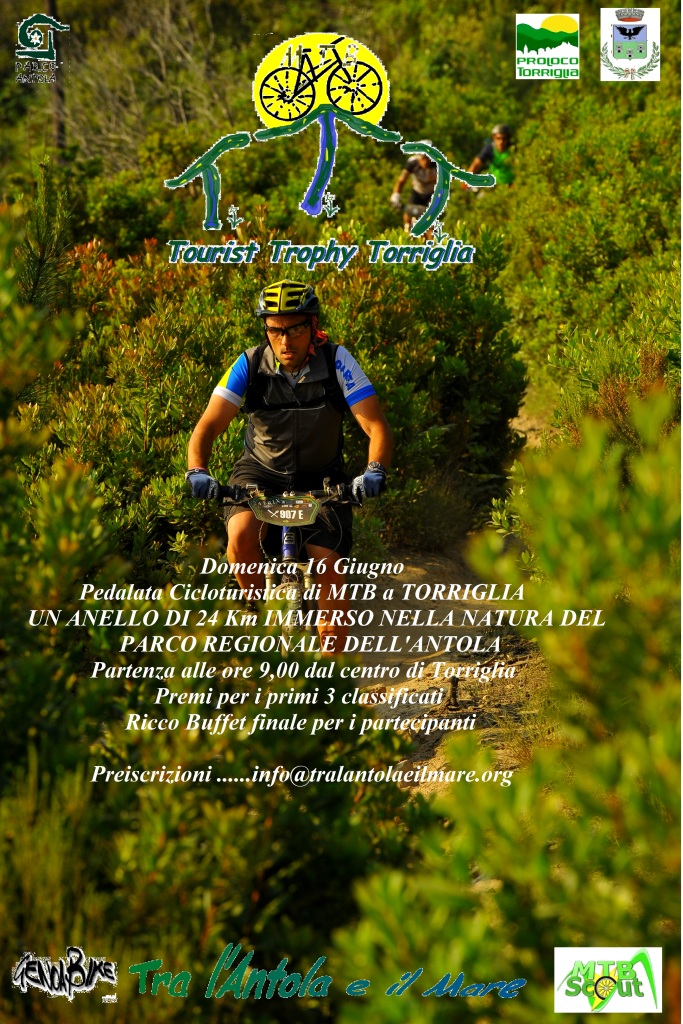 PARCO
ANTOLA
PROLOCO
TORRIGLIA
TTT
Tourist Trophy Torriglia
907E
Domenica 16 Giugno
Pedalata Cicloturistica di MTB a TORRIGLIA
UN ANELLO DI 24 Km IMMERSO NELLA NATURA DEL
PARCO REGIONALE DELL'ANTOLA
Partenza alle ore 9,00 dal centro di Torriglia
Premi per i primi 3 classificati
Ricco Buffet finale per i partecipanti
Preiscrizioni ......info@tralantolaeilmare.org
Tra l'Antola e il Mare
MTB
Scout